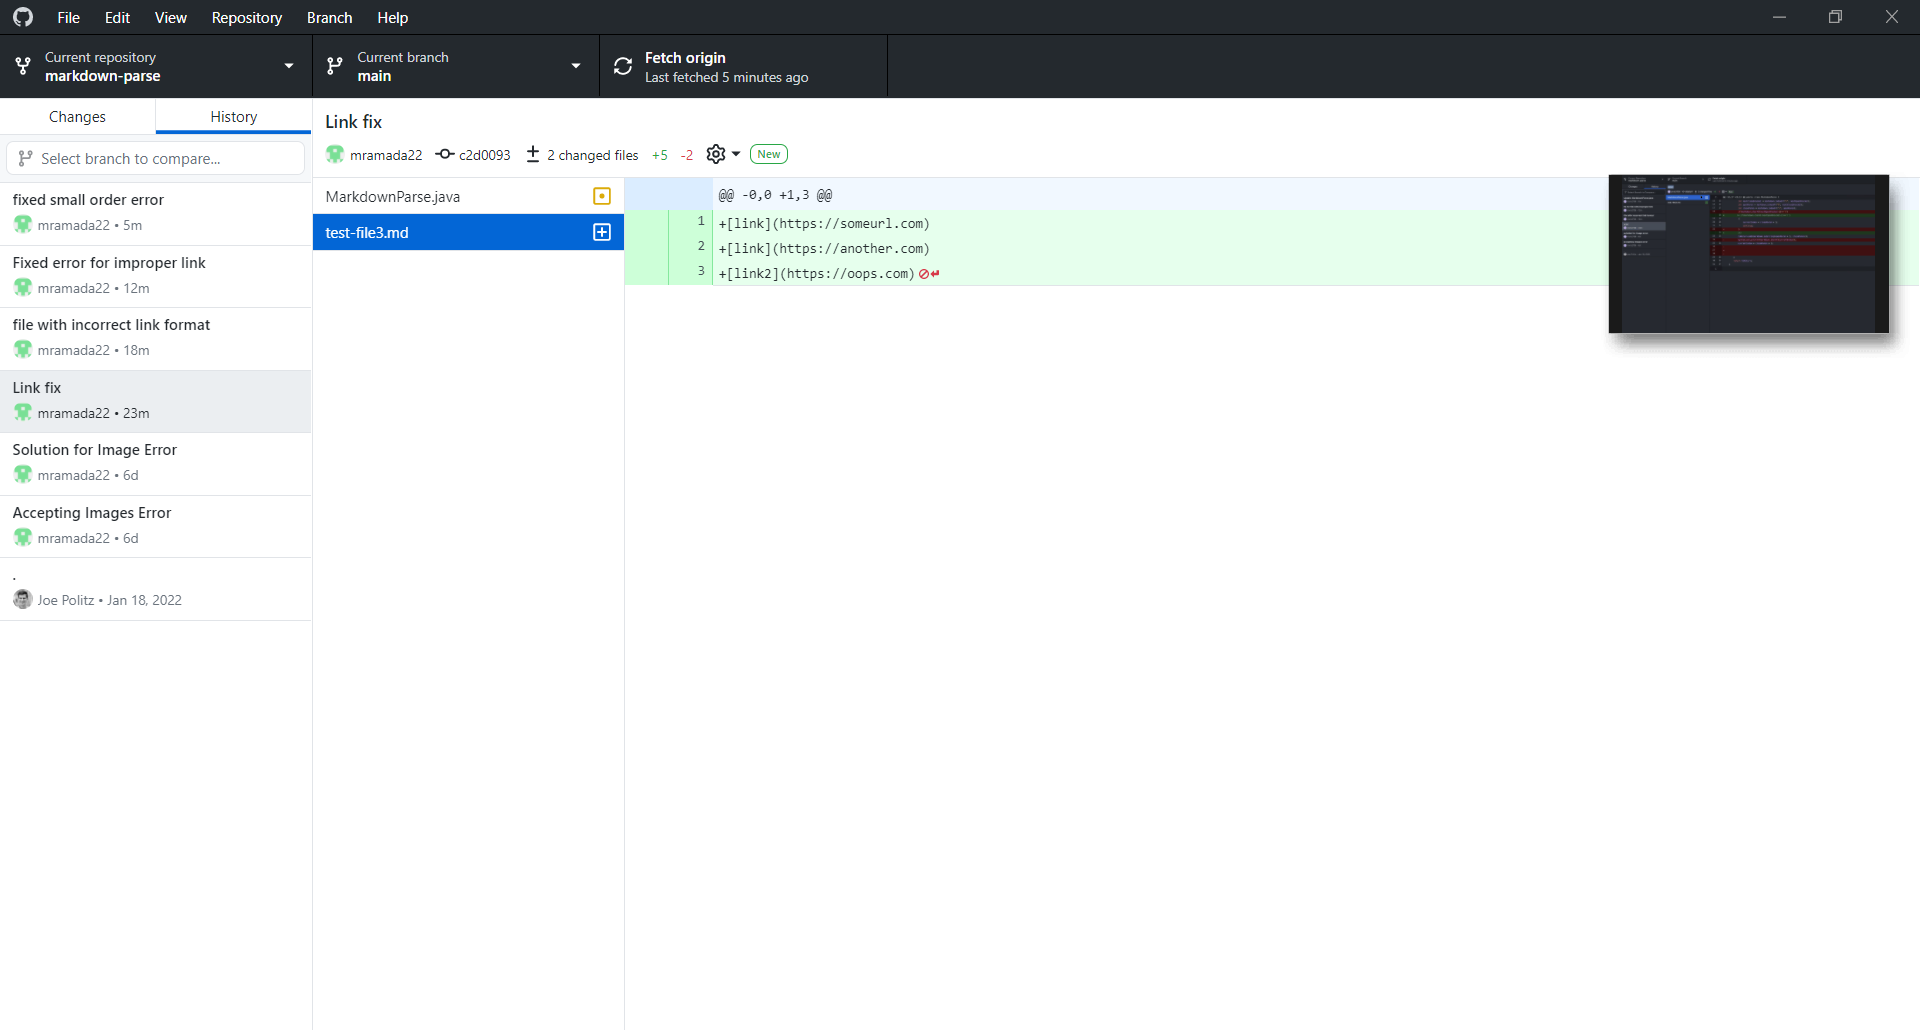 File Edit View Repository Branch Help
Current repository
markdown-parse
Current branch
main
Fetch origin
Last fetched 5 minutes ago
Changes
History
Select branch to compare...
fixed small order error
mramada22 • 5m
Fixed error for improper link
mramada22 • 12m
file with incorrect link format
mramada22 • 18m
Link fix
mramada22 • 23m
Solution for Image Error
mramada22 • 6d
Accepting Images Error
mramada22 • 6d
.
Joe Politz • Jan 18, 2022
Link fix
mramada22 c2d0093 2 changed files +5 -2 New
MarkdownParse.java
test-file3.md
@@ -0,0 +1,3 @@
1 +[link](https://someurl.com)
2 +[link](https://another.com)
3 +[link2](https://oops.com)